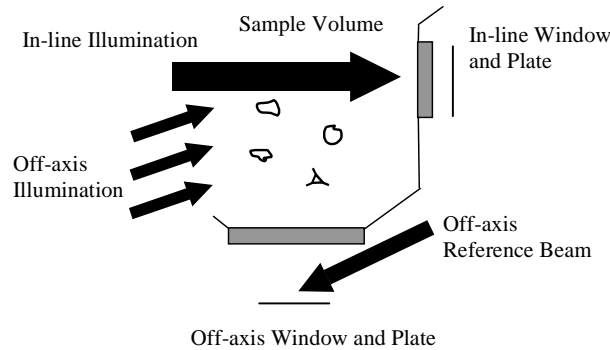 Sample Volume
In-line Illumination
In-line Window
and Plate
Off-axis
Illumination
Off-axis
Reference Beam
Off-axis Window and Plate